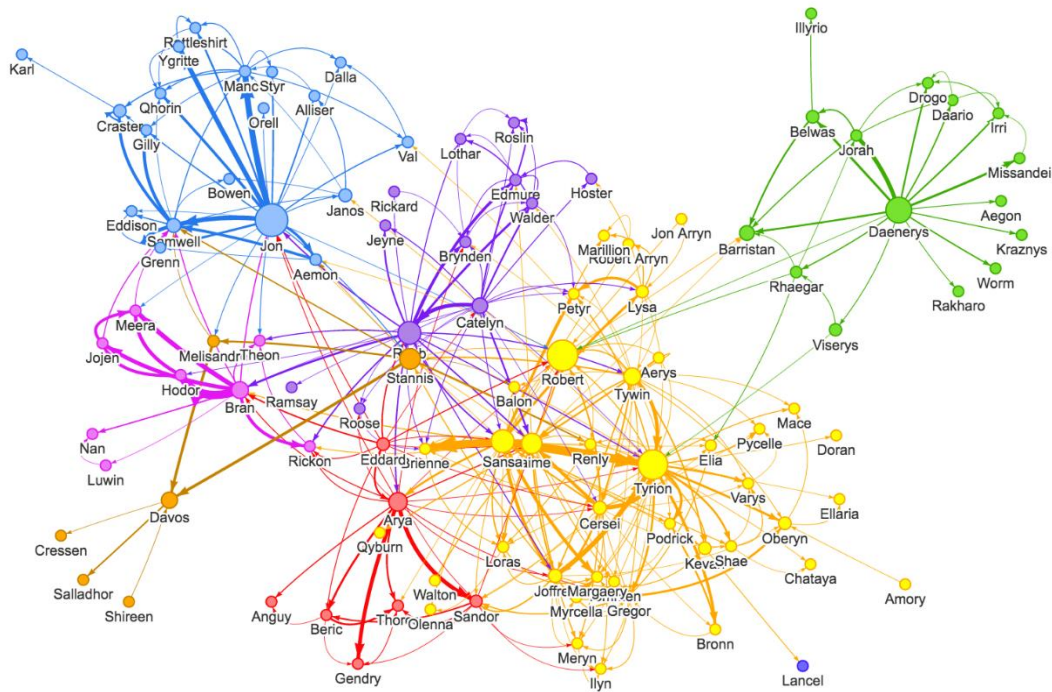 Illyrio
Karl
Rattleshirt
Ygritte
Dalla
Styr
Qhorin
Alliser
Drogo
Daario
Orell
Craster
Roslin
Belwas
Irri
Gilly
Jorah
Lothar
Val
Missandei
Bowen
Edmure
Hoster
Rickard
Walder
Janos
Aegon
Eddison
Jon Arryn
Daenerys
Jeyne
Samwell
Jon
Marillion
Barristan
Kraznys
Grenn
Brynden
Robert Arryn
Aemon
Worm
Rhaegar
Petyr
Lysa
Rakharo
Meera
Catelyn
Viserys
Jojen
Theon
Stannis
Robert
Aerys
Hodor
Tywin
Balon
Ramsay
Bran
Mace
Roose
Pycelle
Nan
Eddard
Brienne
Sansa
Renly
Elia
Doran
Rickon
Luwin
Tyrion
Varys
Davos
Arya
Cersei
Ellaria
Podrick
Oberyn
Cressen
Qyburn
Loras
Shae
Chataya
Salladhor
Walton
Margaery
Myrcella
Gregor
Amory
Shireen
Anguy
Beric
Olenna
Sandor
Bronn
Meryn
Gendry
Ilyn
Lancel